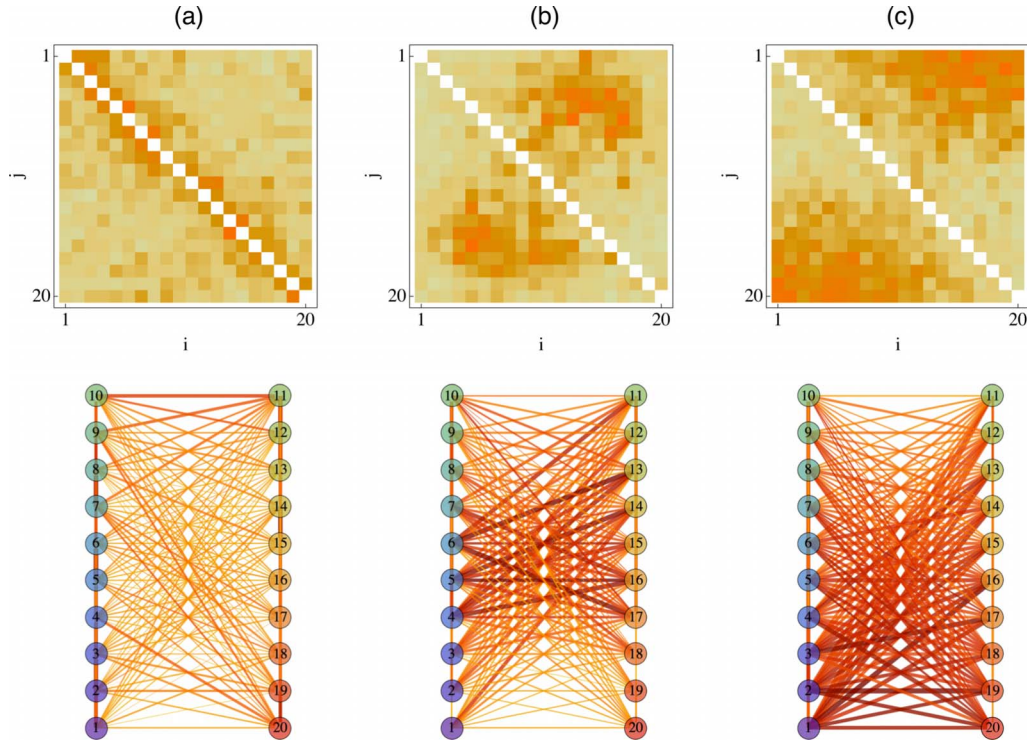 (a) (b) (c)
1 1 1
j j j
20 20 20
1 20 1 20 1 20
i i i
10 11 10 11 10 11
9 12 9 12 9 12
8 13 8 13 8 13
7 14 7 14 7 14
6 15 6 15 6 15
5 16 5 16 5 16
4 17 4 17 4 17
3 18 3 18 3 18
2 19 2 19 2 19
1 20 1 20 1 20